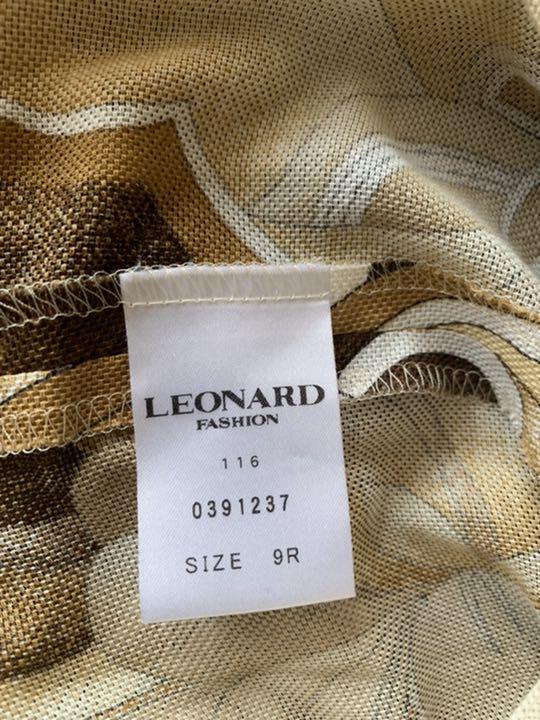 LEONARD
FASHION
116
0391237
SIZE 9R